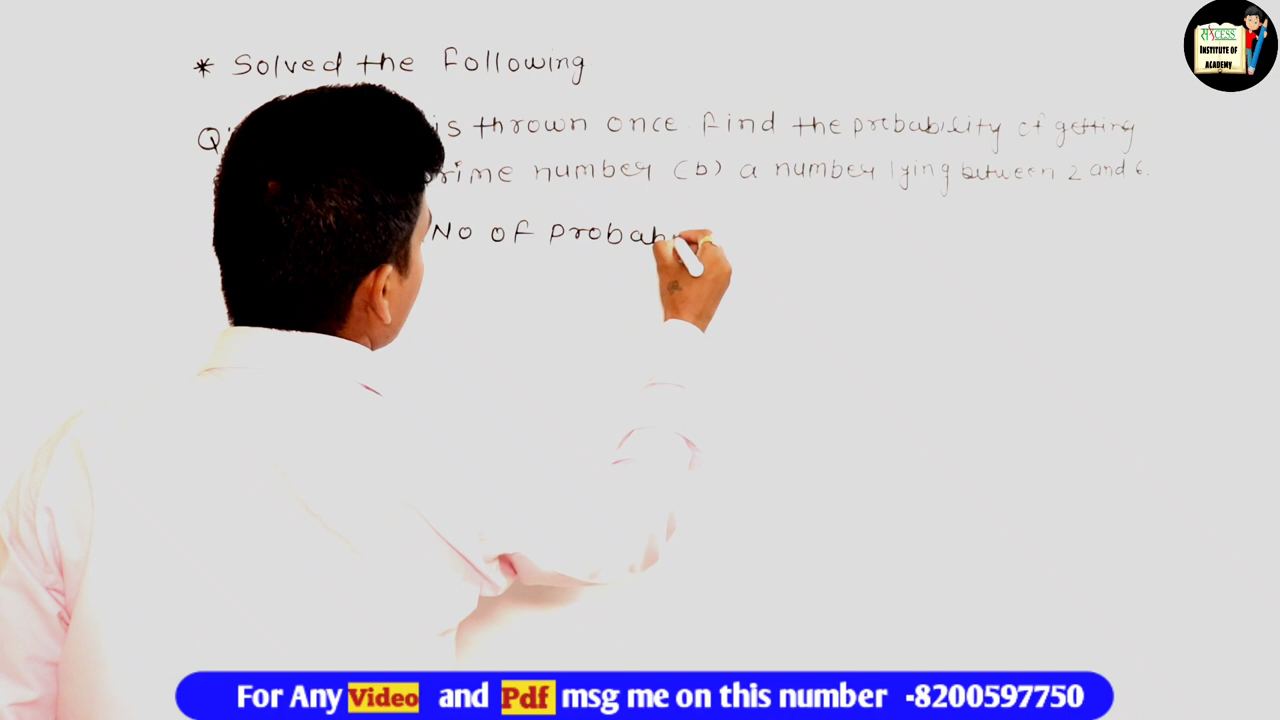 * Solved the Following
Q is thrown once. find the probability of getting
rime number (b) a number lying between 2 and 6.
No of Probab
સકCESS
INSTITUTE OF
ACADEMY
For Any Video and Pdf msg me on this number -8200597750